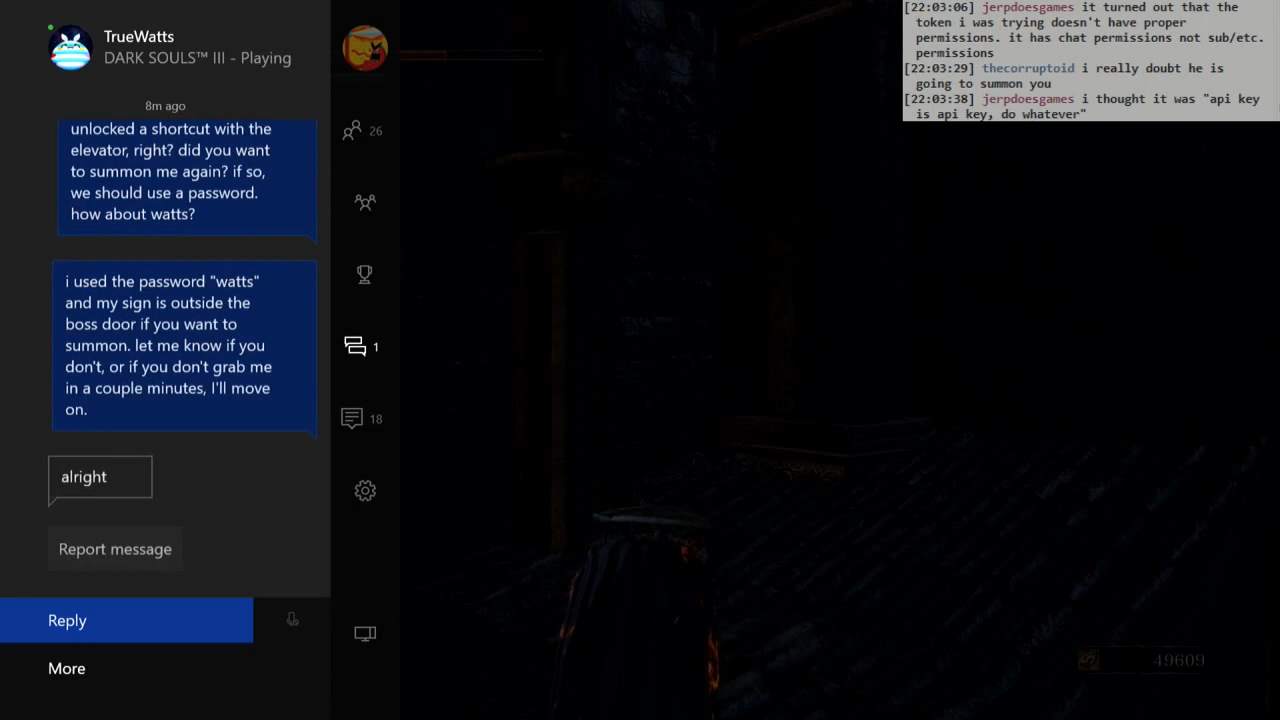 TrueWatts
DARK SOULS™ III - Playing
8m ago
unlocked a shortcut with the
elevator, right? did you want
to summon me again? if so,
we should use a password.
how about watts?
i used the password "watts"
and my sign is outside the
boss door if you want to
summon. let me know if you
don't, or if you don't grab me
in a couple minutes, I'll move
on.
alright
Report message
Reply
More
26
1
18
[22:03:06] jerpdoesgames it turned out that the
token i was trying doesn't have proper
permissions. it has chat permissions not sub/etc.
permissions
[22:03:29] thecorruptoid i really doubt he is
going to summon you
[22:03:38] jerpdoesgames i thought it was "api key
is api key, do whatever"
49609